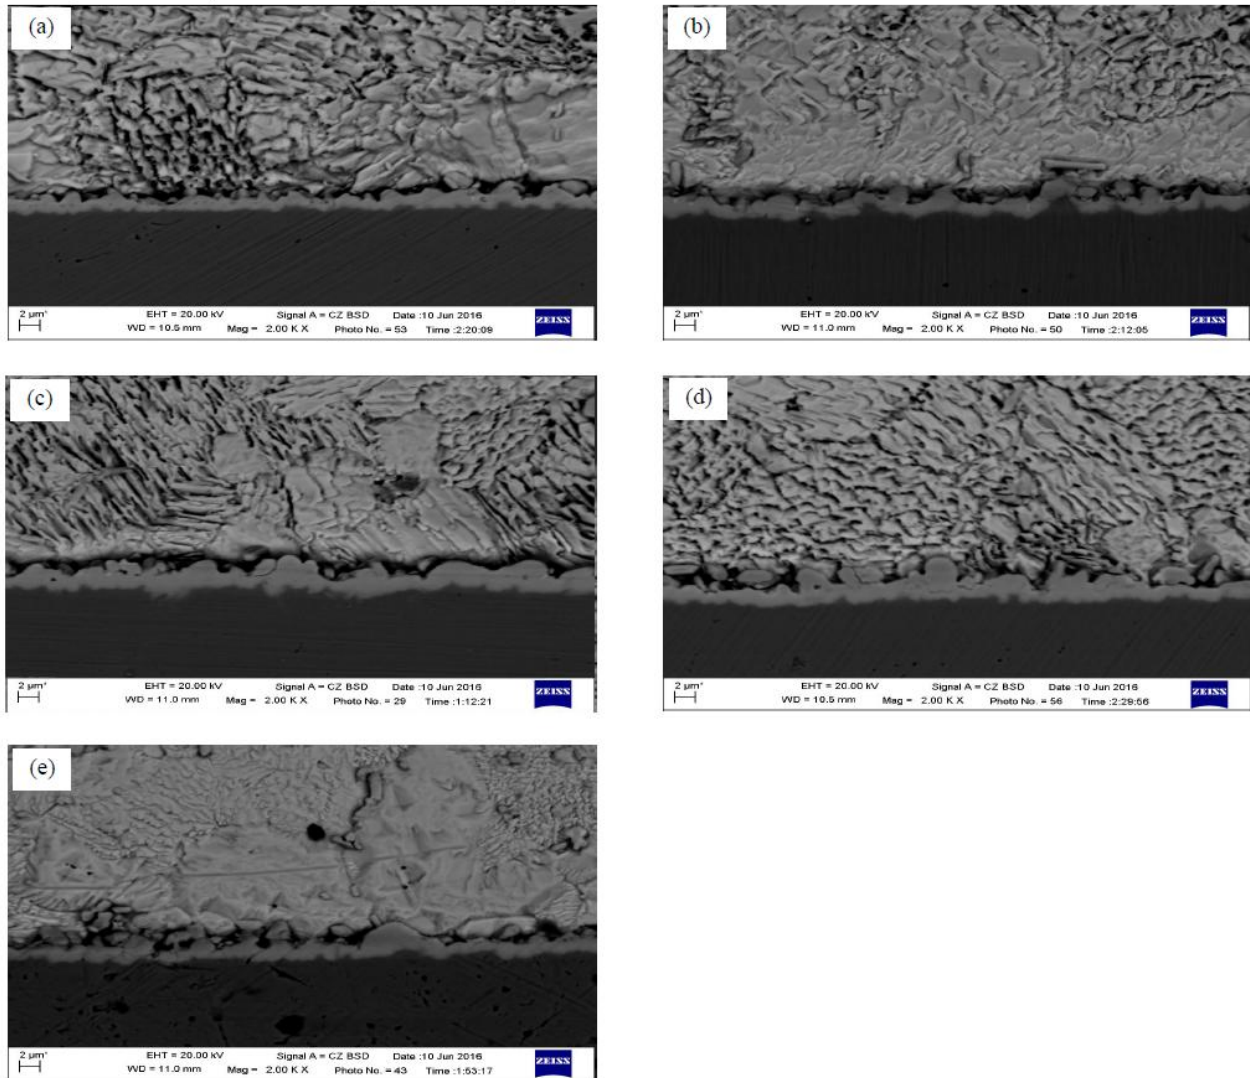 (a)
2 µm
EHT = 20.00 kV Signal A = CZ BSD Date :10 Jun 2016
WD = 10.5 mm Mag = 2.00 K X Photo No. = 53 Time :2:20:09
ZEISS
(b)
2 µm
EHT = 20.00 kV Signal A = CZ BSD Date :10 Jun 2016
WD = 11.0 mm Mag = 2.00 K X Photo No. = 50 Time :2:12:05
ZEISS
(c)
2 µm
EHT = 20.00 kV Signal A = CZ BSD Date :10 Jun 2016
WD = 11.0 mm Mag = 2.00 K X Photo No. = 29 Time :1:12:21
ZEISS
(d)
2 µm
EHT = 20.00 kV Signal A = CZ BSD Date :10 Jun 2016
WD = 10.5 mm Mag = 2.00 K X Photo No. = 56 Time :2:29:56
ZEISS
(e)
2 µm
EHT = 20.00 kV Signal A = CZ BSD Date :10 Jun 2016
WD = 11.0 mm Mag = 2.00 K X Photo No. = 43 Time :1:53:17
ZEISS